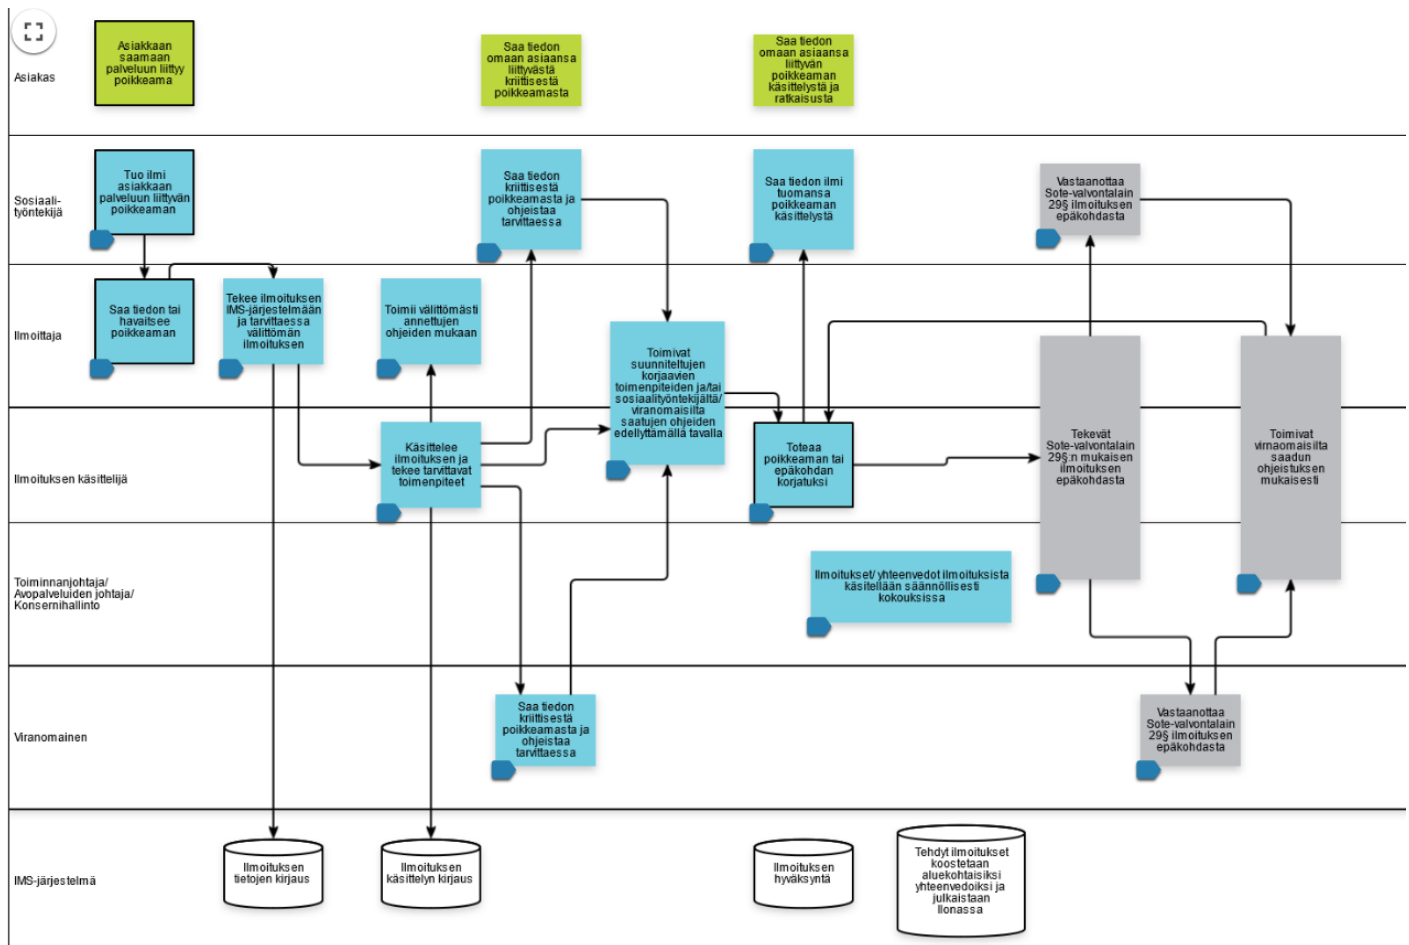 Asiakas
Asiakkaan
saamaan
palveluun liittyy
poikkeama
Saa tiedon
omaan asiaansa
liittyvästä
kriittisestä
poikkeamasta
Saa tiedon
omaan asiaansa
liittyvän
poikkeaman
käsittelystä ja
ratkaisusta
Sosiaali-
työntekijä
Tuo ilmi
asiakkaan
palveluun liittyvän
poikkeaman
Saa tiedon
kriittisestä
poikkeamasta ja
ohjeistaa
tarvittaessa
Saa tiedon ilmi
tuomansa
poikkeaman
käsittelystä
Vastaanottaa
Sote-valvontalain
29§ ilmoituksen
epäkohdasta
Ilmoittaja
Saa tiedon tai
havaitsee
poikkeaman
Tekee ilmoituksen
IMS-järjestelmään
ja tarvittaessa
välittömän
ilmoituksen
Toimii välittömästi
annettujen
ohjeiden mukaan
Toimivat
suunniteltujen
korjaavien
toimenpiteiden ja/tai
sosiaalityöntekijältä/
viranomaisilta
saatujen ohjeiden
edellyttämällä tavalla
Ilmoituksen käsittelijä
Käsittelee
ilmoituksen ja
tekee tarvittavat
toimenpiteet
Toteaa
poikkeaman tai
epäkohdan
korjatuksi
Tekevät
Sote-valvontalain
29§:n mukaisen
ilmoituksen
epäkohdasta
Toimivat
virnaomaisilta
saadun
ohjeistuksen
mukaisesti
Toiminnanjohtaja/
Avopalveluiden johtaja/
Konsernihallinto
Ilmoitukset/ yhteenvedot ilmoituksista
käsitellään säännöllisesti
kokouksissa
Viranomainen
Saa tiedon
kriittisestä
poikkeamasta ja
ohjeistaa
tarvittaessa
Vastaanottaa
Sote-valvontalain
29§ ilmoituksen
epäkohdasta
IMS-järjestelmä
Ilmoituksen
tietojen kirjaus
Ilmoituksen
käsittelyn kirjaus
Ilmoituksen
hyväksyntä
Tehdyt ilmoitukset
koostetaan
aluekohtaisiksi
yhteenvedoiksi ja
julkaistaan
Ilonassa